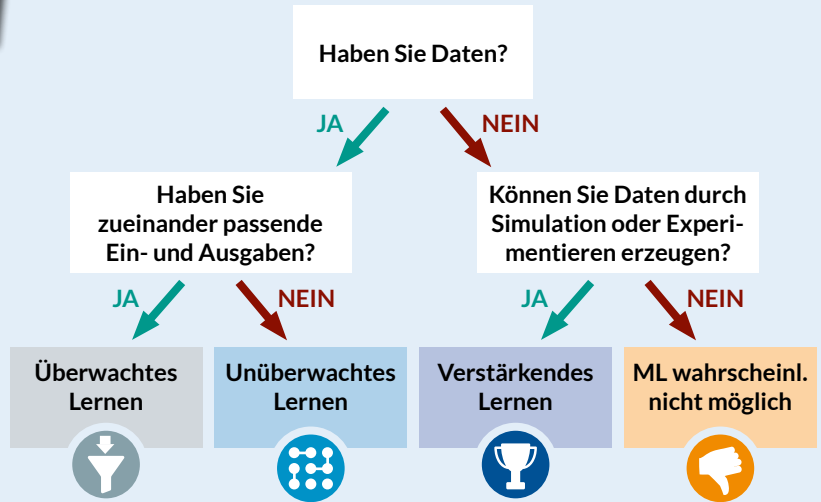 Haben Sie Daten?
JA
NEIN
Haben Sie
zueinander passende
Ein- und Ausgaben?
Können Sie Daten durch
Simulation oder Experi-
mentieren erzeugen?
JA
NEIN
JA
NEIN
Überwachtes
Lernen
Unüberwachtes
Lernen
Verstärkendes
Lernen
ML wahrscheinl.
nicht möglich